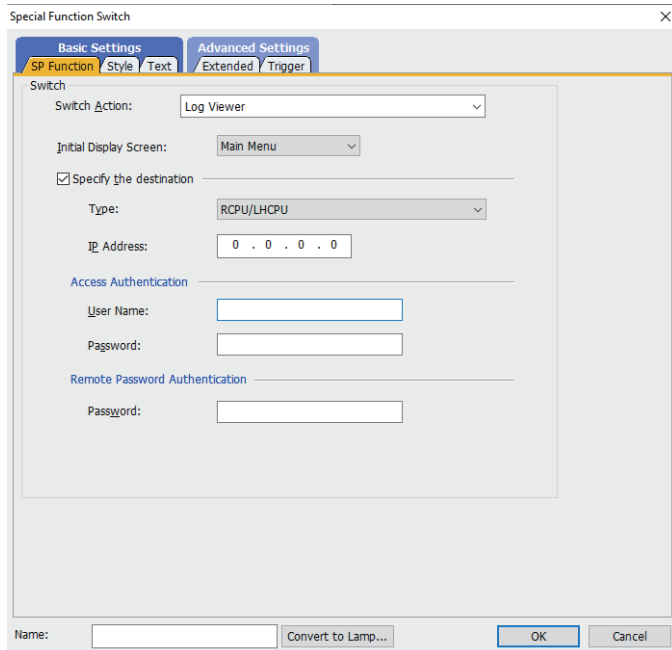 Special Function Switch
Basic Settings Advanced Settings
SP Function Style Text Extended Trigger
Switch
Switch Action: Log Viewer
Initial Display Screen: Main Menu
Specify the destination
Type: RCPU/LHCPU
IP Address: 0 . 0 . 0 . 0
Access Authentication
User Name:
Password:
Remote Password Authentication
Password:
Name: Convert to Lamp... OK Cancel